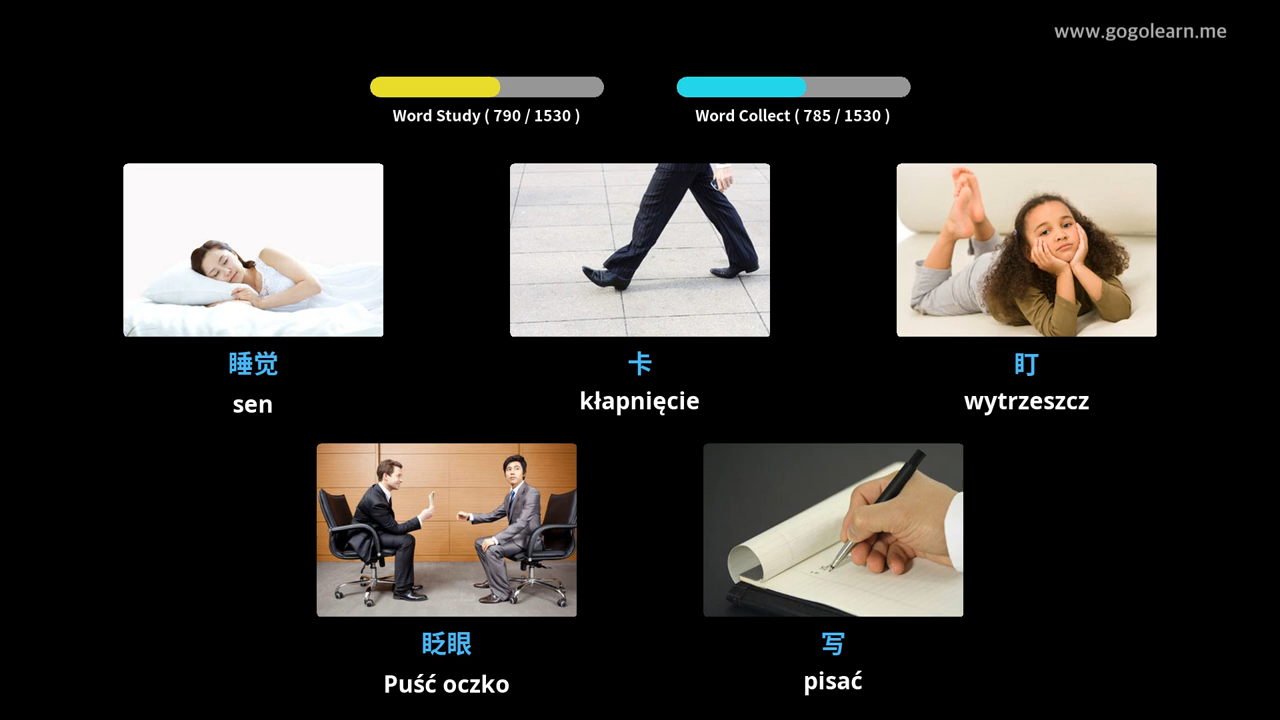 www.gogolearn.me
Word Study ( 790 / 1530 )
Word Collect ( 785 / 1530 )
睡觉
sen
卡
kłapnięcie
盯
wytrzeszcz
眨眼
Puść oczko
写
pisać